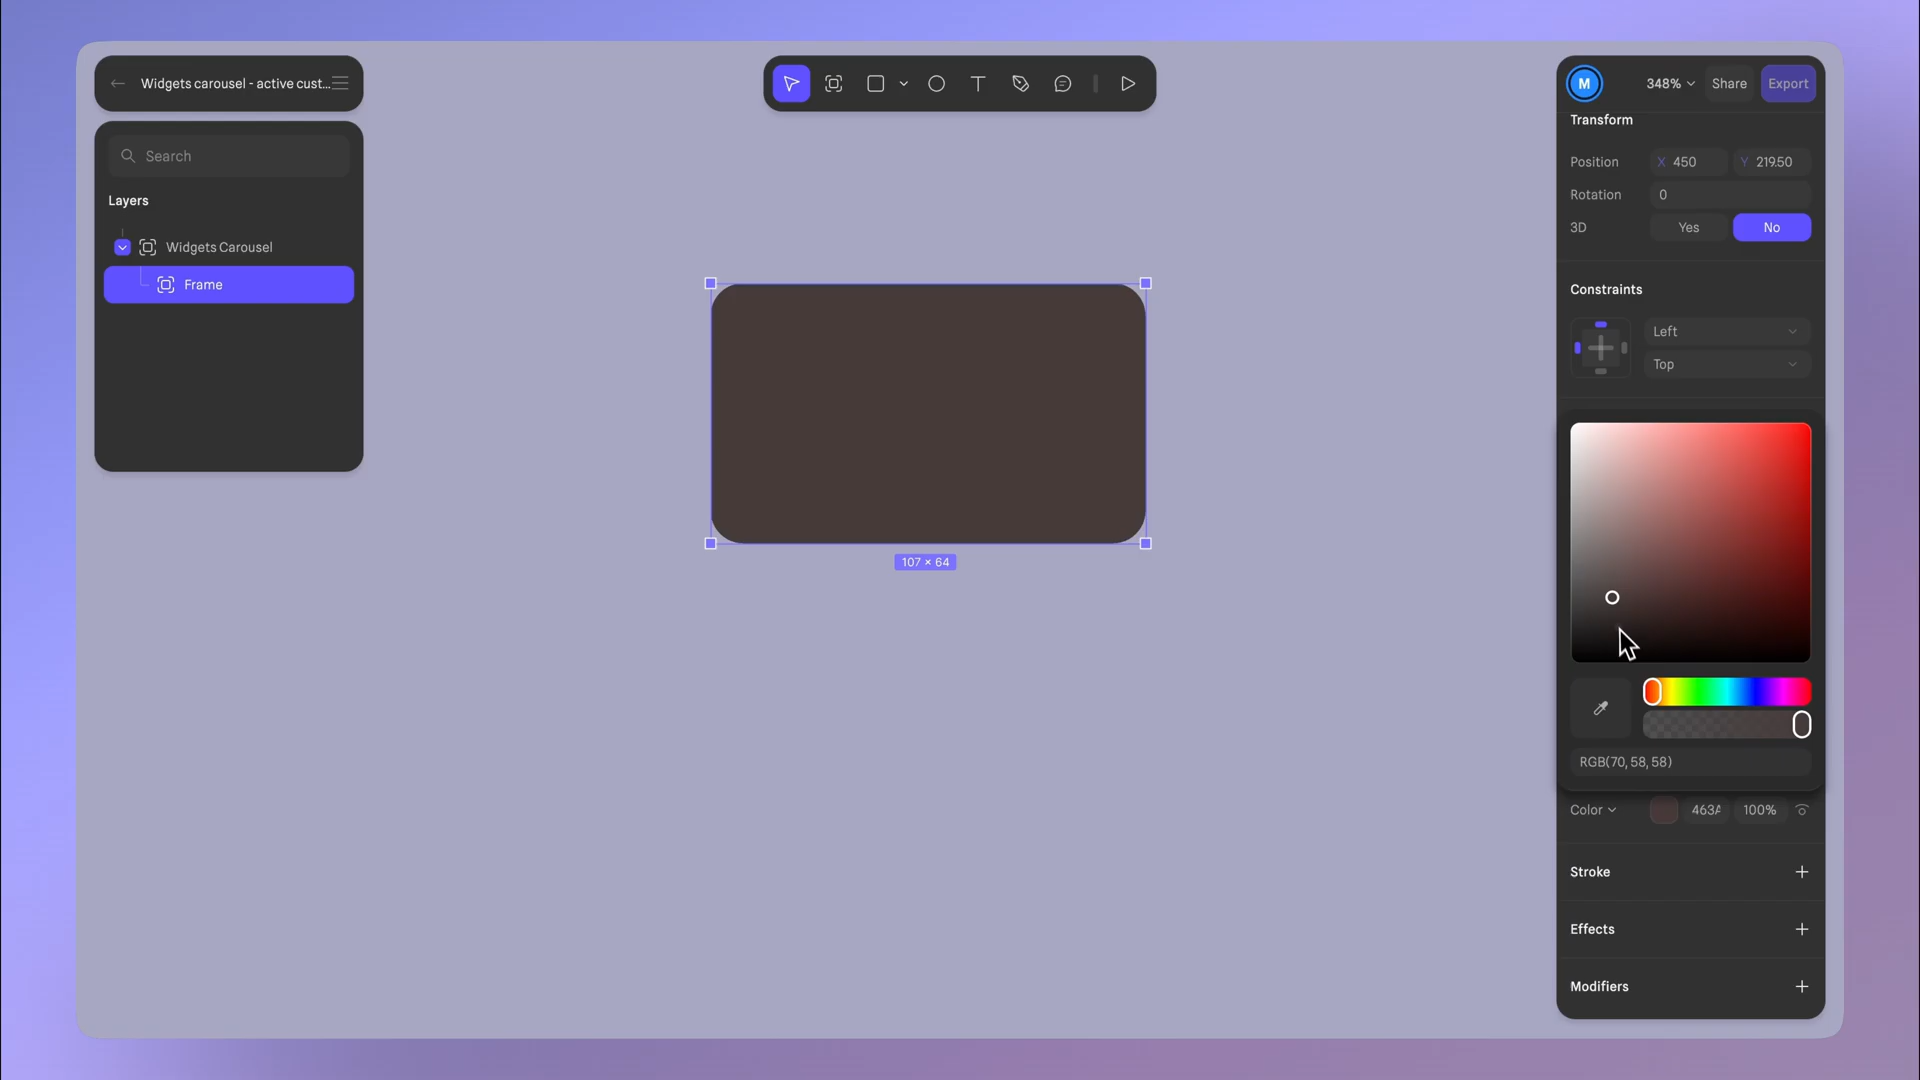 Widgets carousel - active cust...
Search
Layers
Widgets Carousel
Frame
107 × 64
M
348%
Share
Export
Transform
Position
X 450
Y 219.50
Rotation
0
3D
Yes
No
Constraints
Left
Top
RGB(70, 58, 58)
Color
463A
100%
Stroke
Effects
Modifiers